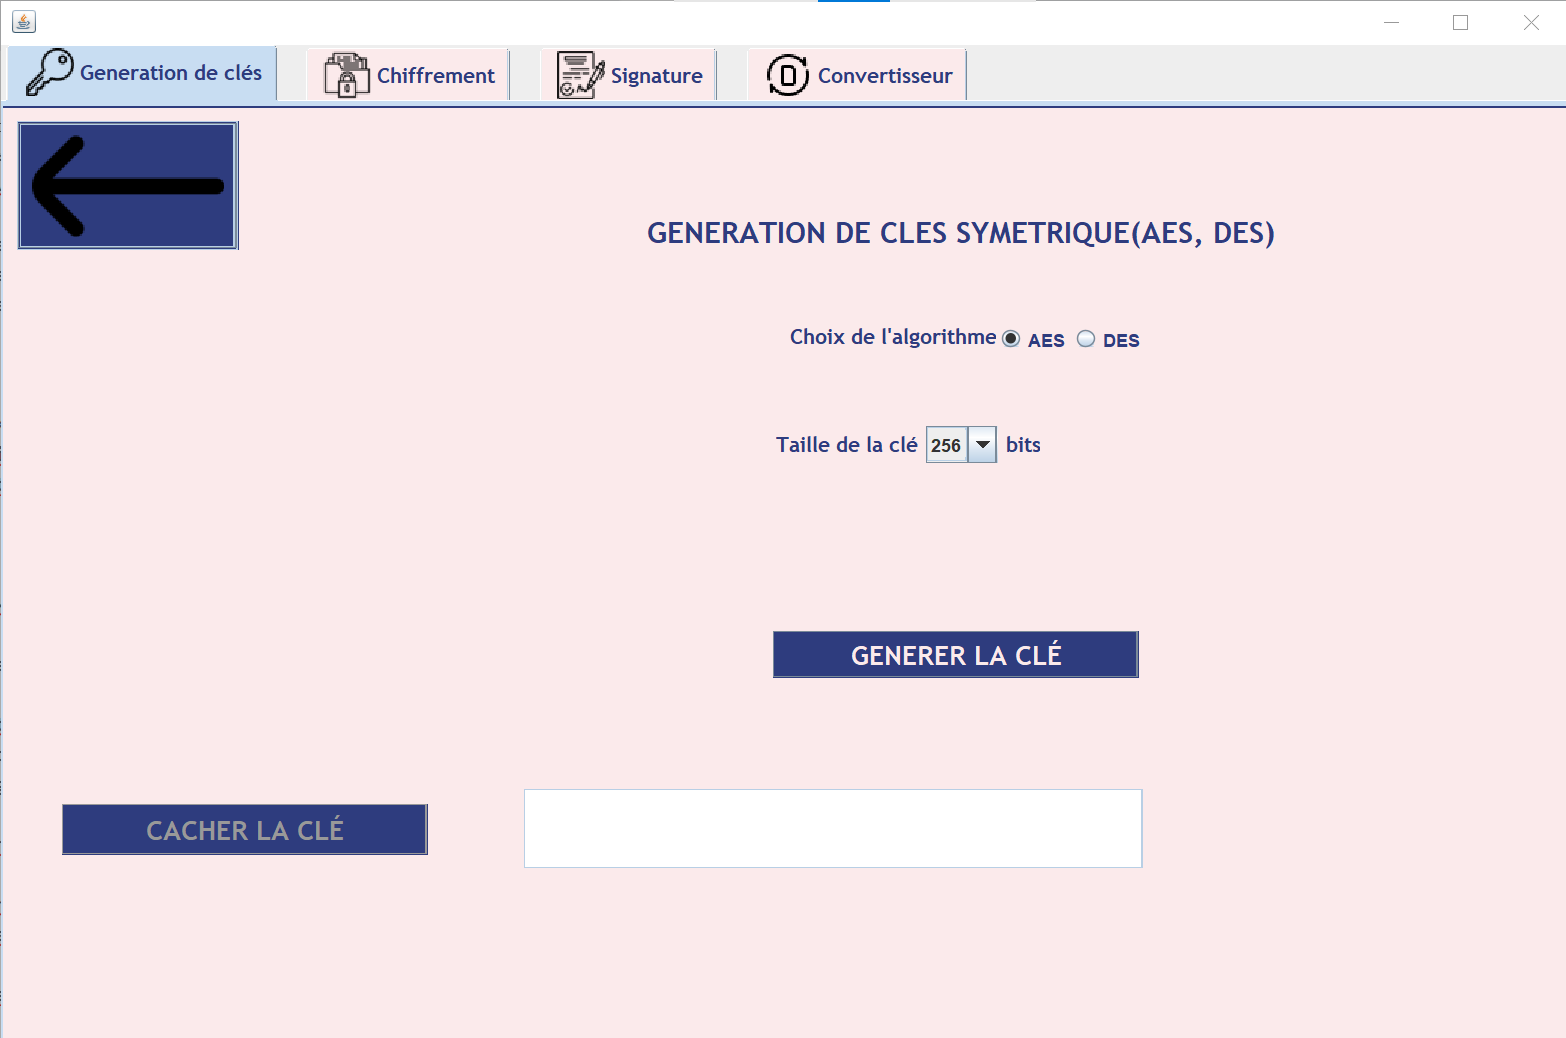 Generation de clés
Chiffrement
Signature
D Convertisseur
GENERATION DE CLES SYMETRIQUE(AES, DES)
Choix de l'algorithme AES DES
Taille de la clé 256 bits
GENERER LA CLÉ
CACHER LA CLÉ